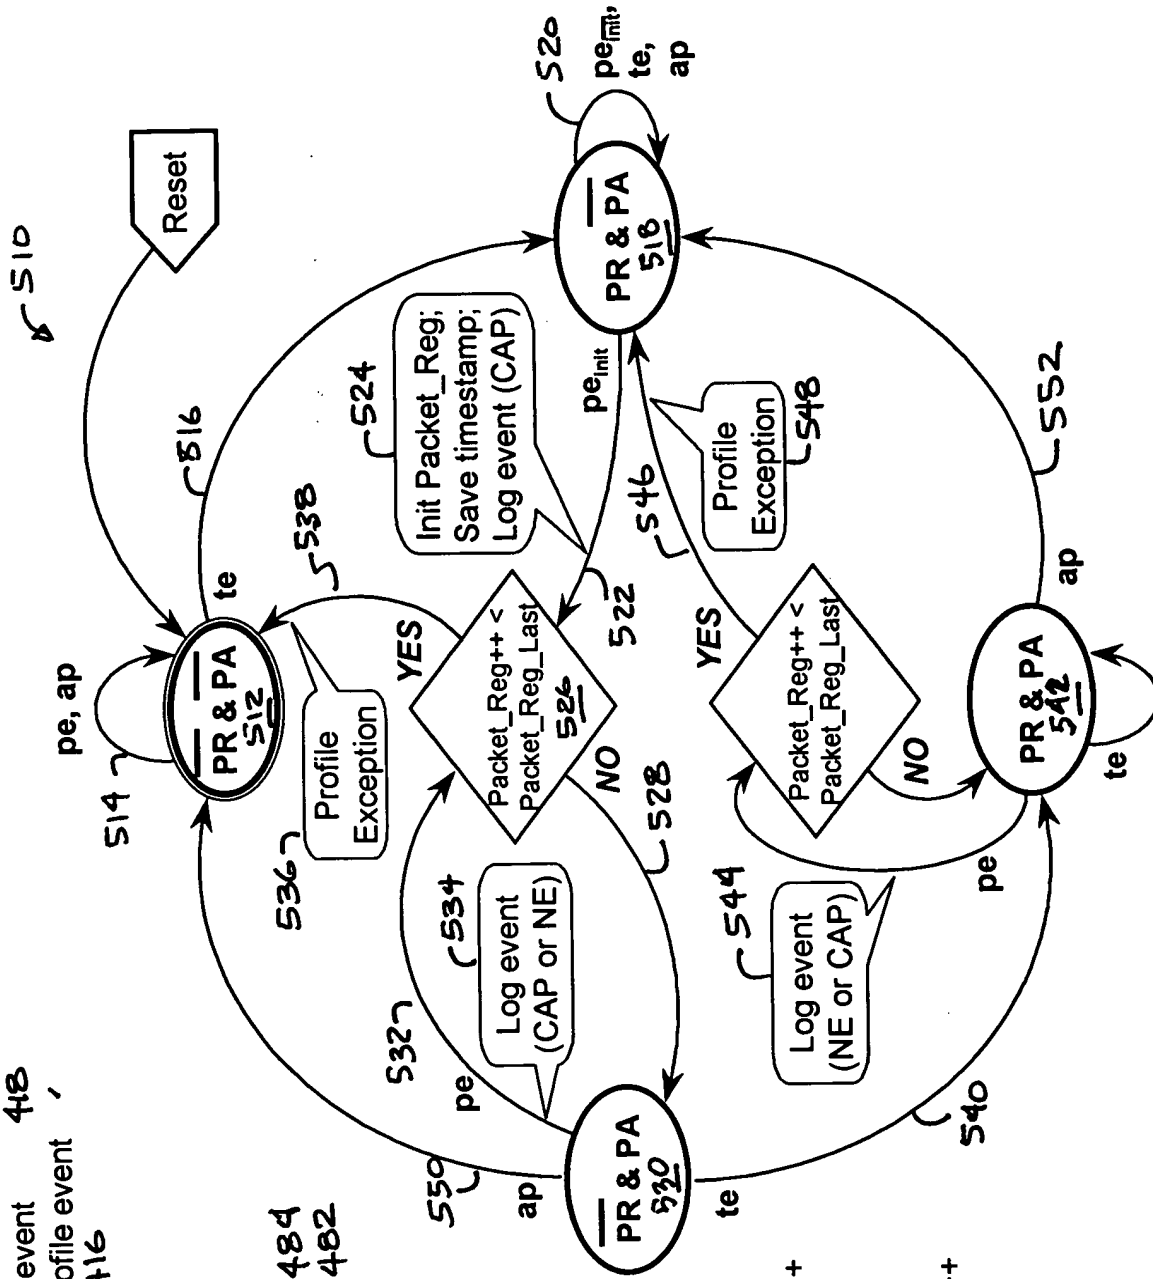 510
Reset
pe, ap
514
PR & PA
512
te
516
538
536
Profile
Exception
524
Init Packet_Reg;
Save timestamp;
Log event (CAP)
520
pe_init,
te,
ap
PR & PA
518
pe_init
522
YES
Packet_Reg++ <
Packet_Reg_Last
526
NO
528
532
pe
534
Log event
(CAP or NE)
550
ap
PR & PA
530
te
540
546
Profile
Exception
548
YES
Packet_Reg++ <
Packet_Reg_Last
NO
544
Log event
(NE or CAP)
pe
PR & PA
542
te
ap
552
event 418
ofile event ,
416
484
482
+
+